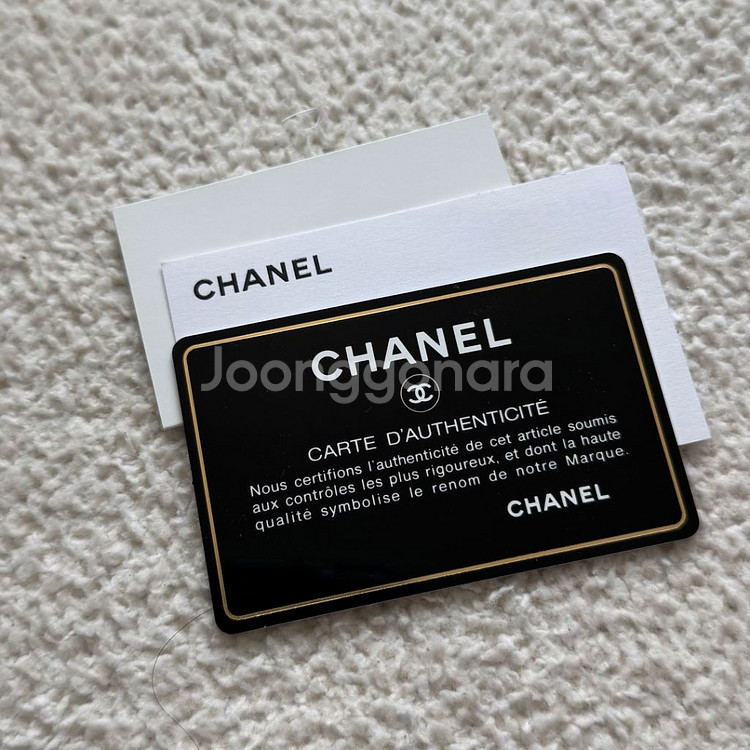 CHANEL
CHANEL
Joonggonara
CARTE D'AUTHENTICITÉ
Nous certifions l'authenticité de cet article soumis
aux contrôles les plus rigoureux, et dont la haute
qualité symbolise le renom de notre Marque.
CHANEL